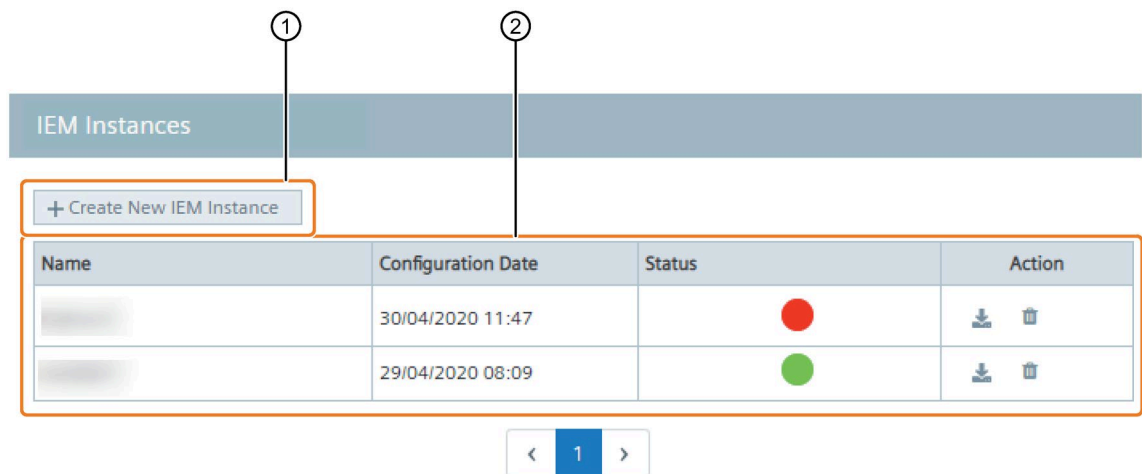 1 2
IEM Instances
+ Create New IEM Instance
Name Configuration Date Status Action
30/04/2020 11:47
29/04/2020 08:09
< 1 >